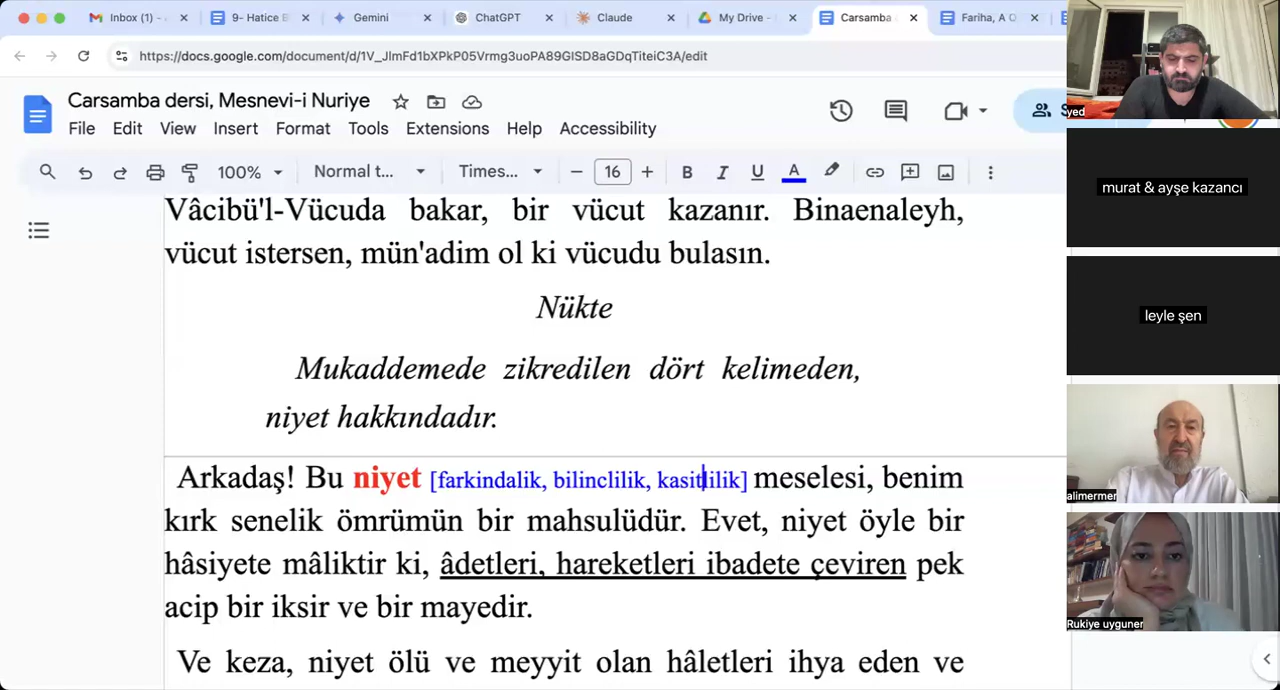 Inbox (1) -
9- Hatice B
Gemini
ChatGPT
Claude
My Drive -
Carsamba
Fariha, A Q
https://docs.google.com/document/d/1V_JlmFd1bXPkP05Vrmg3uoPA89GlSD8aGDqTiteiC3A/edit
Carsamba dersi, Mesnevi-i Nuriye
File Edit View Insert Format Tools Extensions Help Accessibility
100% Normal t... Times... 16 B I U A
Vâcibü'l-Vücuda bakar, bir vücut kazanır. Binaenaleyh,
vücut istersen, mün'adim ol ki vücudu bulasın.
Nükte
Mukaddemede zikredilen dört kelimeden,
niyet hakkındadır.
Arkadaş! Bu niyet [farkindalik, bilinclilik, kasitlilik] meselesi, benim
kırk senelik ömrümün bir mahsulüdür. Evet, niyet öyle bir
hâsiyete mâliktir ki, âdetleri, hareketleri ibadete çeviren pek
acip bir iksir ve bir mayedir.
Ve keza, niyet ölü ve meyyit olan hâletleri ihya eden ve
syed
murat & ayşe kazancı
leyle şen
alimermer
Rukiye uyguner